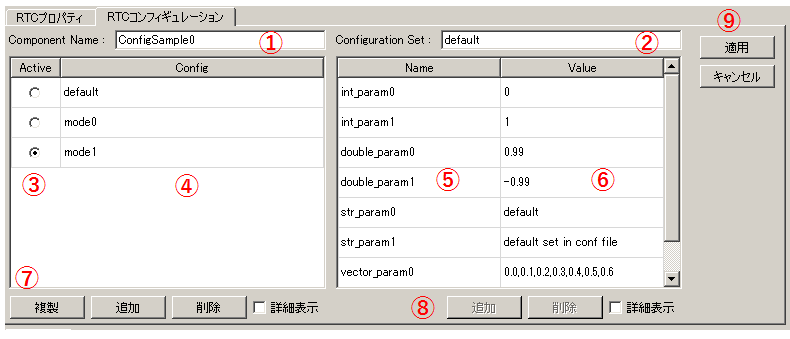 RTCプロパティ RTCコンフィギュレーション
⑨
Component Name : ConfigSample0 ① Configuration Set : default ② 適用
Active Config Name Value キャンセル
default int_param0 0
mode0 int_param1 1
mode1 double_param0 0.99
③ ④ double_param1 ⑤ -0.99 ⑥
str_param0 default
str_param1 default set in conf file
⑦ vector_param0 0.0,0.1,0.2,0.3,0.4,0.5,0.6
複製 追加 削除 詳細表示 ⑧ 追加 削除 詳細表示